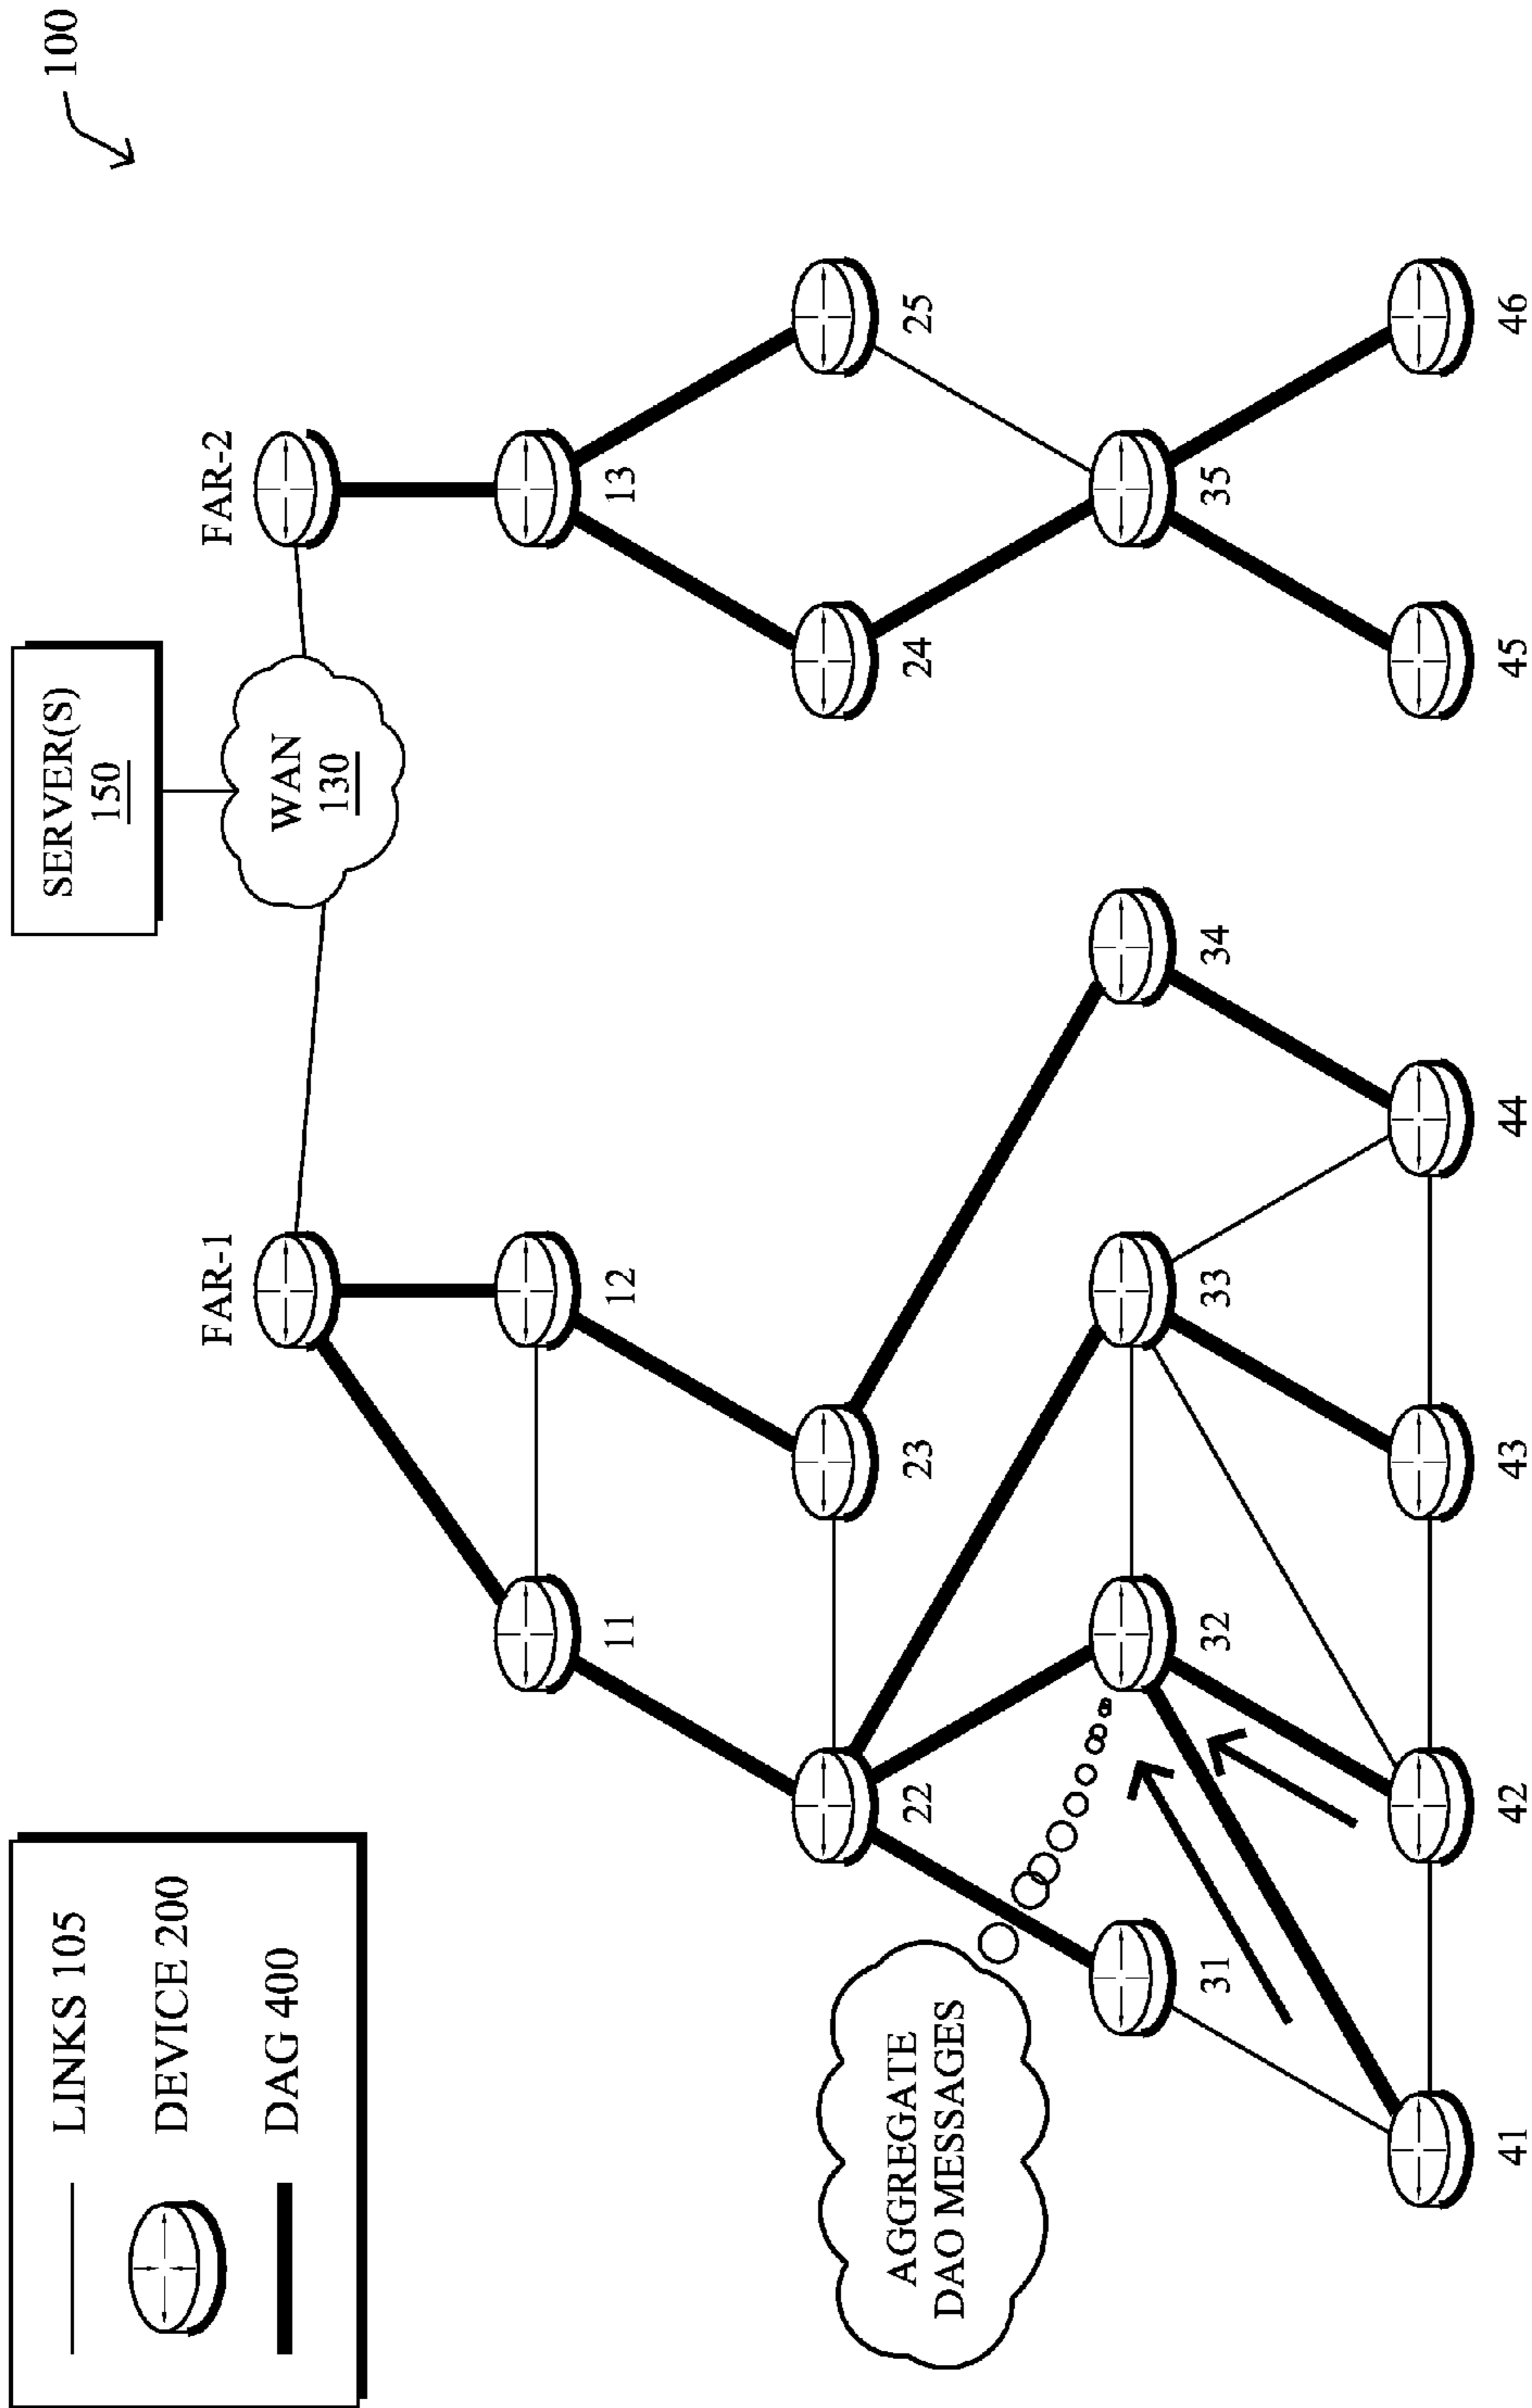 LINKS 105
DEVICE 200
DAG 400
SERVER(S)
150
100
WAN
130
FAR-1
FAR-2
11
12
13
22
23
24
25
AGGREGATE
DAO MESSAGES
31
32
33
34
35
41
42
43
44
45
46